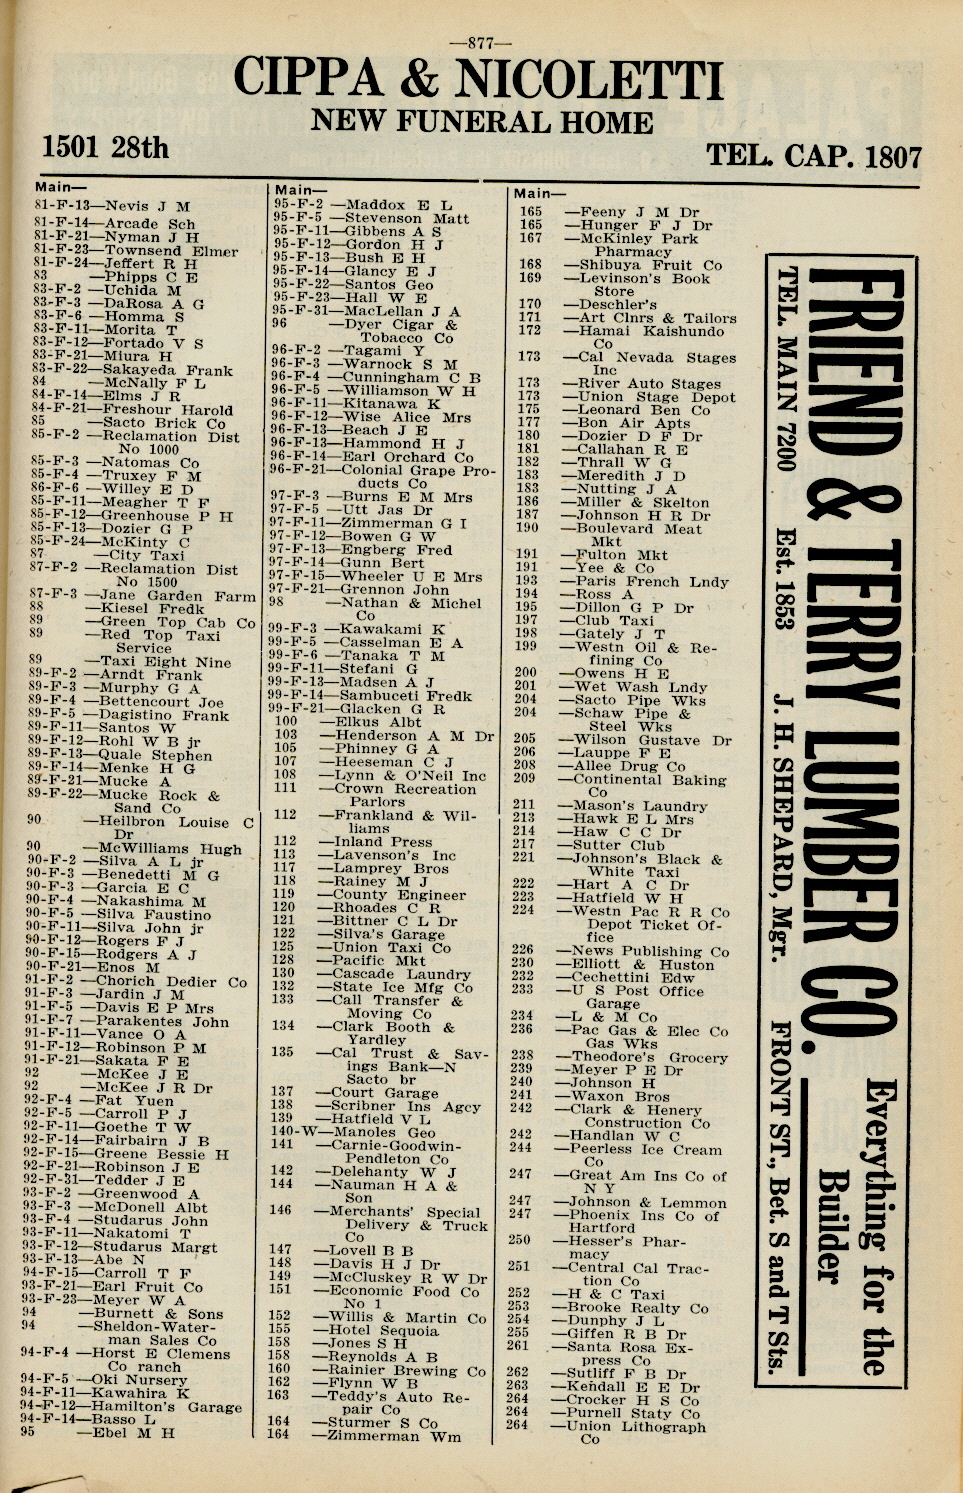 —877—
CIPPA & NICOLETTI
NEW FUNERAL HOME
1501 28th
TEL. CAP. 1807
Main—
81-F-13—Nevis J M
81-F-14—Arcade Sch
81-F-21—Nyman J H
81-F-23—Townsend Elmer
81-F-24—Jeffert R H
83 —Phipps C E
83-F-2 —Uchida M
83-F-3 —DaRosa A G
83-F-6 —Homma S
83-F-11—Morita T
83-F-12—Fortado V S
83-F-21—Miura H
83-F-22—Sakayeda Frank
84 —McNally F L
84-F-14—Elms J R
84-F-21—Freshour Harold
85 —Sacto Brick Co
85-F-2 —Reclamation Dist
No 1000
85-F-3 —Natomas Co
85-F-4 —Truxey F M
86-F-6 —Willey E D
85-F-11—Meagher T F
85-F-12—Greenhouse P H
85-F-13—Dozier G P
85-F-24—McKinty C
87 —City Taxi
87-F-2 —Reclamation Dist
No 1500
87-F-3 —Jane Garden Farm
88 —Kiesel Fredk
89 —Green Top Cab Co
89 —Red Top Taxi
Service
89 —Taxi Eight Nine
89-F-2 —Arndt Frank
89-F-3 —Murphy G A
89-F-4 —Bettencourt Joe
89-F-5 —Dagistino Frank
89-F-11—Santos W
89-F-12—Rohl W B jr
89-F-13—Quale Stephen
89-F-14—Menke H G
89-F-21—Mucke A
89-F-22—Mucke Rock &
Sand Co
90 —Heilbron Louise C
Dr
90 —McWilliams Hugh
90-F-2 —Silva A L jr
90-F-3 —Benedetti M G
90-F-3 —Garcia E C
90-F-4 —Nakashima M
90-F-5 —Silva Faustino
90-F-11—Silva John jr
90-F-12—Rogers F J
90-F-15—Rodgers A J
90-F-21—Enos M
91-F-2 —Chorich Dedier Co
91-F-3 —Jardin J M
91-F-5 —Davis E P Mrs
91-F-7 —Parakentes John
91-F-11—Vance O A
91-F-12—Robinson P M
91-F-21—Sakata F E
92 —McKee J E
92 —McKee J R Dr
92-F-4 —Fat Yuen
92-F-5 —Carroll P J
92-F-11—Goethe T W
92-F-14—Fairbairn J B
92-F-15—Greene Bessie H
92-F-21—Robinson J E
92-F-31—Tedder J E
93-F-2 —Greenwood A
93-F-3 —McDonell Albt
93-F-4 —Studarus John
93-F-11—Nakatomi T
93-F-12—Studarus Margt
93-F-13—Abe N
94-F-15—Carroll T F
93-F-21—Earl Fruit Co
93-F-23—Meyer W A
94 —Burnett & Sons
94 —Sheldon-Water-
man Sales Co
94-F-4 —Horst E Clemens
Co ranch
94-F-5 —Oki Nursery
94-F-11—Kawahira K
94-F-12—Hamilton's Garage
94-F-14—Basso L
95 —Ebel M H
Main—
95-F-2 —Maddox E L
95-F-5 —Stevenson Matt
95-F-11—Gibbens A S
95-F-12—Gordon H J
95-F-13—Bush E H
95-F-14—Glancy E J
95-F-22—Santos Geo
95-F-23—Hall W E
95-F-31—MacLellan J A
96 —Dyer Cigar &
Tobacco Co
96-F-2 —Tagami Y
96-F-3 —Warnock S M
96-F-4 —Cunningham C B
96-F-5 —Williamson W H
96-F-11—Kitanawa K
96-F-12—Wise Alice Mrs
96-F-13—Beach J E
96-F-13—Hammond H J
96-F-14—Earl Orchard Co
96-F-21—Colonial Grape Pro-
ducts Co
97-F-3 —Burns E M Mrs
97-F-5 —Utt Jas Dr
97-F-11—Zimmerman G I
97-F-12—Bowen G W
97-F-13—Engberg Fred
97-F-14—Gunn Bert
97-F-15—Wheeler U E Mrs
97-F-21—Grennon John
98 —Nathan & Michel
Co
99-F-3 —Kawakami K
99-F-5 —Casselman E A
99-F-6 —Tanaka T M
99-F-11—Stefani G
99-F-13—Madsen A J
99-F-14—Sambuceti Fredk
99-F-21—Glacken G R
100 —Elkus Albt
103 —Henderson A M Dr
105 —Phinney G A
107 —Heeseman C J
108 —Lynn & O'Neil Inc
111 —Crown Recreation
Parlors
112 —Frankland & Wil-
liams
112 —Inland Press
113 —Lavenson's Inc
117 —Lamprey Bros
118 —Rainey M J
119 —County Engineer
120 —Rhoades C R
121 —Bittner C L Dr
122 —Silva's Garage
125 —Union Taxi Co
128 —Pacific Mkt
130 —Cascade Laundry
132 —State Ice Mfg Co
133 —Call Transfer &
Moving Co
134 —Clark Booth &
Yardley
135 —Cal Trust & Sav-
ings Bank—N
Sacto br
137 —Court Garage
138 —Scribner Ins Agcy
139 —Hatfield V L
140-W—Manoles Geo
141 —Carnie-Goodwin-
Pendleton Co
142 —Delehanty W J
144 —Nauman H A &
Son
146 —Merchants' Special
Delivery & Truck
Co
147 —Lovell B B
148 —Davis H J Dr
149 —McCluskey R W Dr
151 —Economic Food Co
No 1
152 —Willis & Martin Co
155 —Hotel Sequoia
158 —Jones S H
158 —Reynolds A B
160 —Rainier Brewing Co
162 —Flynn W B
163 —Teddy's Auto Re-
pair Co
164 —Sturmer S Co
164 —Zimmerman Wm
Main—
165 —Feeny J M Dr
165 —Hunger F J Dr
167 —McKinley Park
Pharmacy
168 —Shibuya Fruit Co
169 —Levinson's Book
Store
170 —Deschler's
171 —Art Clnrs & Tailors
172 —Hamai Kaishundo
Co
173 —Cal Nevada Stages
Inc
173 —River Auto Stages
173 —Union Stage Depot
175 —Leonard Ben Co
177 —Bon Air Apts
180 —Dozier D F Dr
181 —Callahan R E
182 —Thrall W G
183 —Meredith J D
183 —Nutting J A
186 —Miller & Skelton
187 —Johnson H R Dr
190 —Boulevard Meat
Mkt
191 —Fulton Mkt
191 —Yee & Co
193 —Paris French Lndy
194 —Ross A
195 —Dillon G P Dr
197 —Club Taxi
198 —Gately J T
199 —Westn Oil & Re-
fining Co
200 —Owens H E
201 —Wet Wash Lndy
204 —Sacto Pipe Wks
204 —Schaw Pipe &
Steel Wks
205 —Wilson Gustave Dr
206 —Lauppe F E
208 —Allee Drug Co
209 —Continental Baking
Co
211 —Mason's Laundry
213 —Hawk E L Mrs
214 —Haw C C Dr
217 —Sutter Club
221 —Johnson's Black &
White Taxi
222 —Hart A C Dr
223 —Hatfield W H
224 —Westn Pac R R Co
Depot Ticket Of-
fice
226 —News Publishing Co
230 —Elliott & Huston
232 —Cechettini Edw
233 —U S Post Office
Garage
234 —L & M Co
236 —Pac Gas & Elec Co
Gas Wks
238 —Theodore's Grocery
239 —Meyer P E Dr
240 —Johnson H
241 —Waxon Bros
242 —Clark & Henery
Construction Co
242 —Handlan W C
244 —Peerless Ice Cream
Co
247 —Great Am Ins Co of
N Y
247 —Johnson & Lemmon
247 —Phoenix Ins Co of
Hartford
250 —Hesser's Phar-
macy
251 —Central Cal Trac-
tion Co
252 —H & C Taxi
253 —Brooke Realty Co
254 —Dunphy J L
255 —Giffen R B Dr
261 —Santa Rosa Ex-
press Co
262 —Sutliff F B Dr
263 —Kendall E E Dr
264 —Crocker H S Co
264 —Purnell Staty Co
264 —Union Lithograph
Co
FRIEND & TERRY LUMBER CO.
Everything for the
Builder
TEL. MAIN 7200 Est. 1853 J. H. SHEPARD, Mgr. FRONT ST., Bet. S and T Sts.